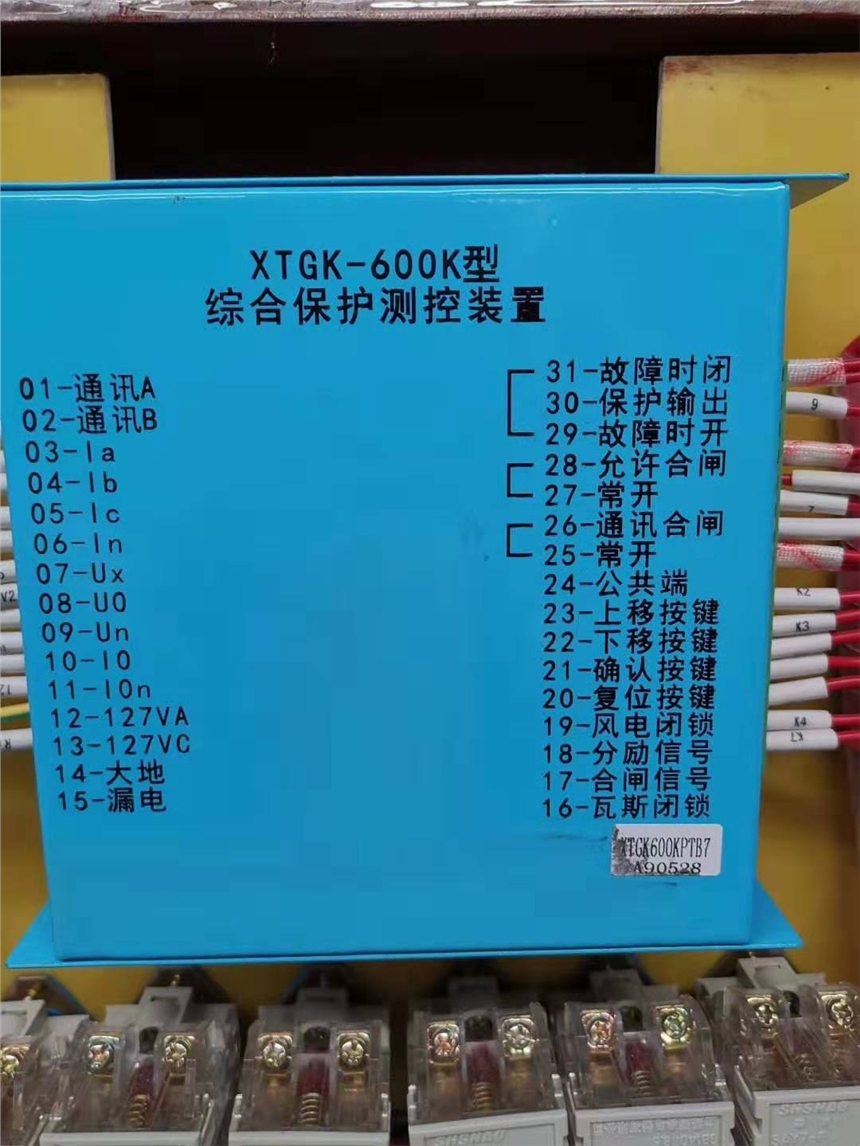 XTGK-600K型
综合保护测控装置
01-通讯A
02-通讯B
03-Ia
04-Ib
05-Ic
06-In
07-Ux
08-U0
09-Un
10-I0
11-I0n
12-127VA
13-127VC
14-大地
15-漏电
31-故障时闭
30-保护输出
29-故障时开
28-允许合闸
27-常开
26-通讯合闸
25-常开
24-公共端
23-上移按键
22-下移按键
21-确认按键
20-复位按键
19-风电闭锁
18-分励信号
17-合闸信号
16-瓦斯闭锁
XTGK600KPTB7
A90528
9
K2
K3
K4
V2